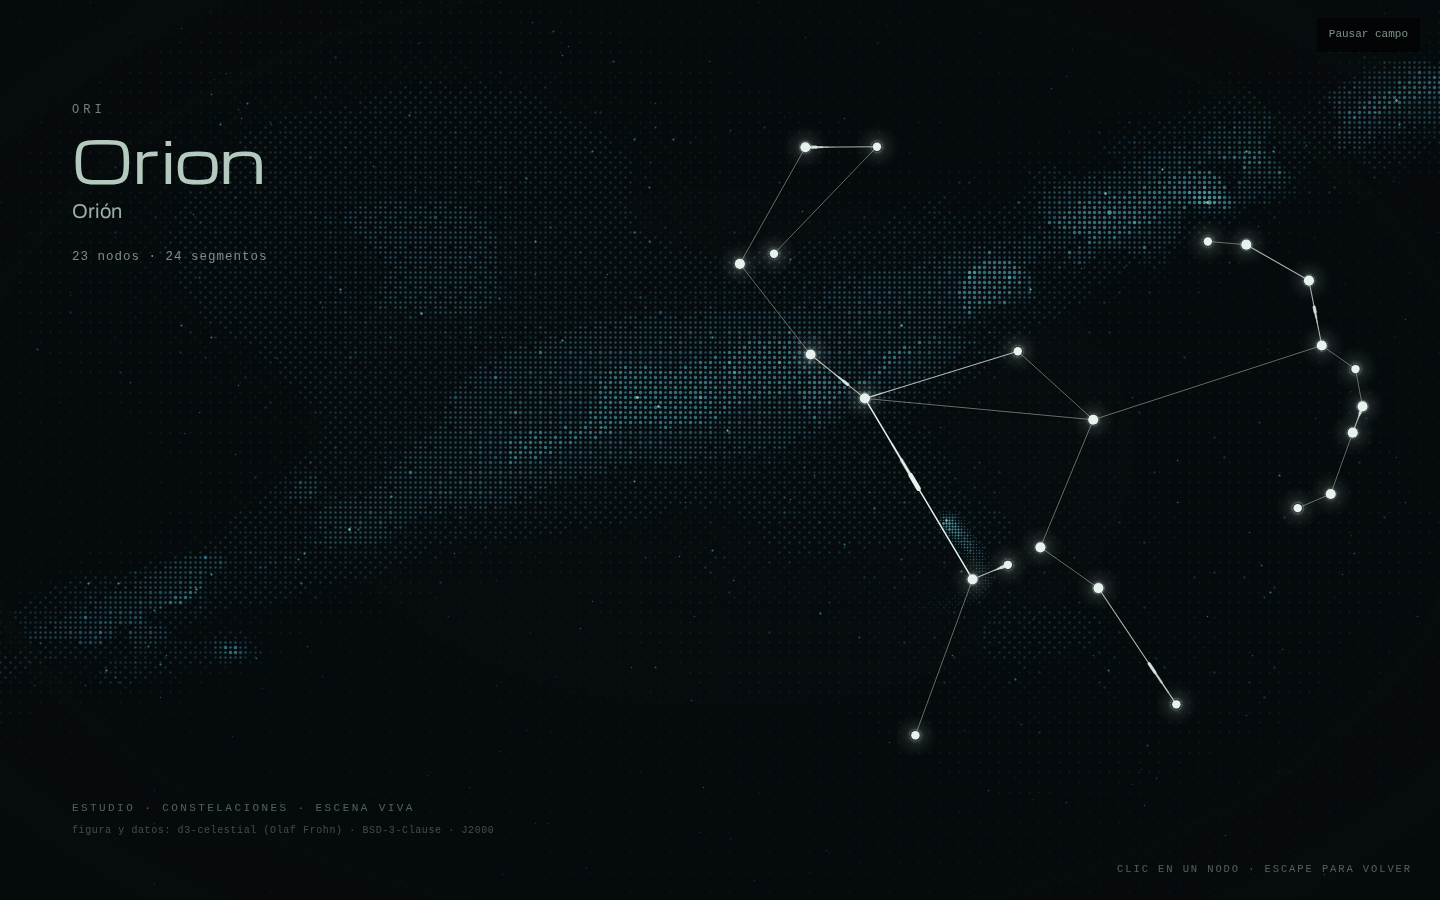 Pausar campo
ORI
Orion
Orión
23 nodos · 24 segmentos
ESTUDIO · CONSTELACIONES · ESCENA VIVA
figura y datos: d3-celestial (Olaf Frohn) · BSD-3-Clause · J2000
CLIC EN UN NODO · ESCAPE PARA VOLVER